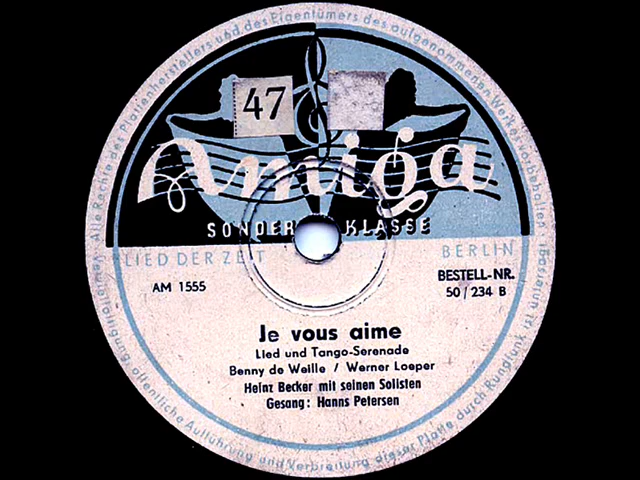 Alle Rechte des Plattenherstellers und des Eigentümers des aufgenommenen Werkes vorbehalten
47
Amiga
SONDER KLASSE
LIED DER ZEIT BERLIN
AM 1555
BESTELL-NR.
50/234 B
Je vous aime
Lied und Tango-Serenade
Benny de Weille / Werner Loeper
Heinz Becker mit seinen Solisten
Gesang: Hanns Petersen
öffentliche Aufführung und Verbreitung dieser Platte durch Rundfunk ist untersagt